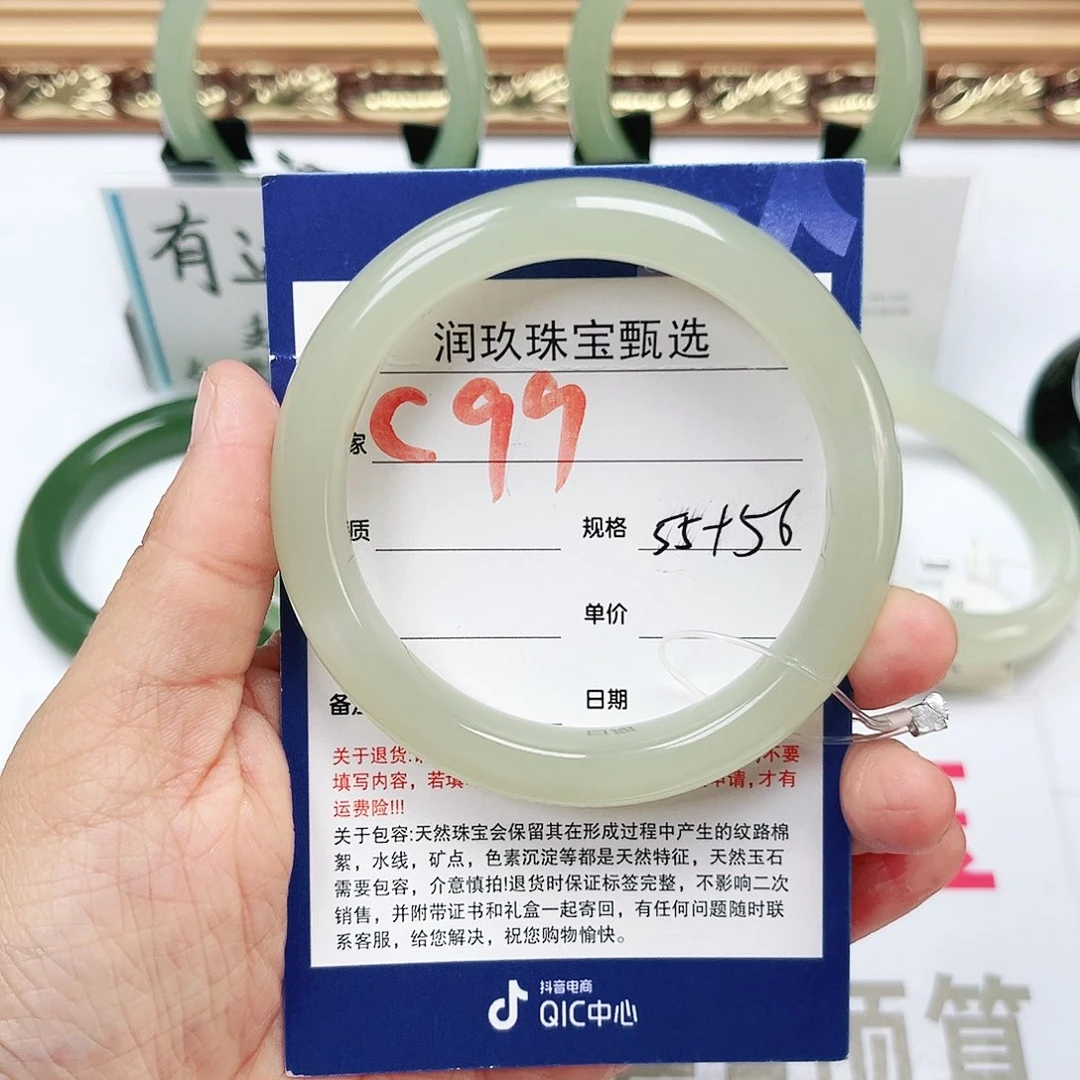 有
润玖珠宝甄选
家 C99
质 规格 55+56
单价
备注 日期
关于退货:
不要
填写内容，若填
申请，才有
运费险!!!
关于包容:天然珠宝会保留其在形成过程中产生的纹路棉
絮，水线，矿点，色素沉淀等都是天然特征，天然玉石
需要包容，介意慎拍!退货时保证标签完整，不影响二次
销售，并附带证书和礼盒一起寄回，有任何问题随时联
系客服，给您解决，祝您购物愉快。
抖音电商
QIC中心